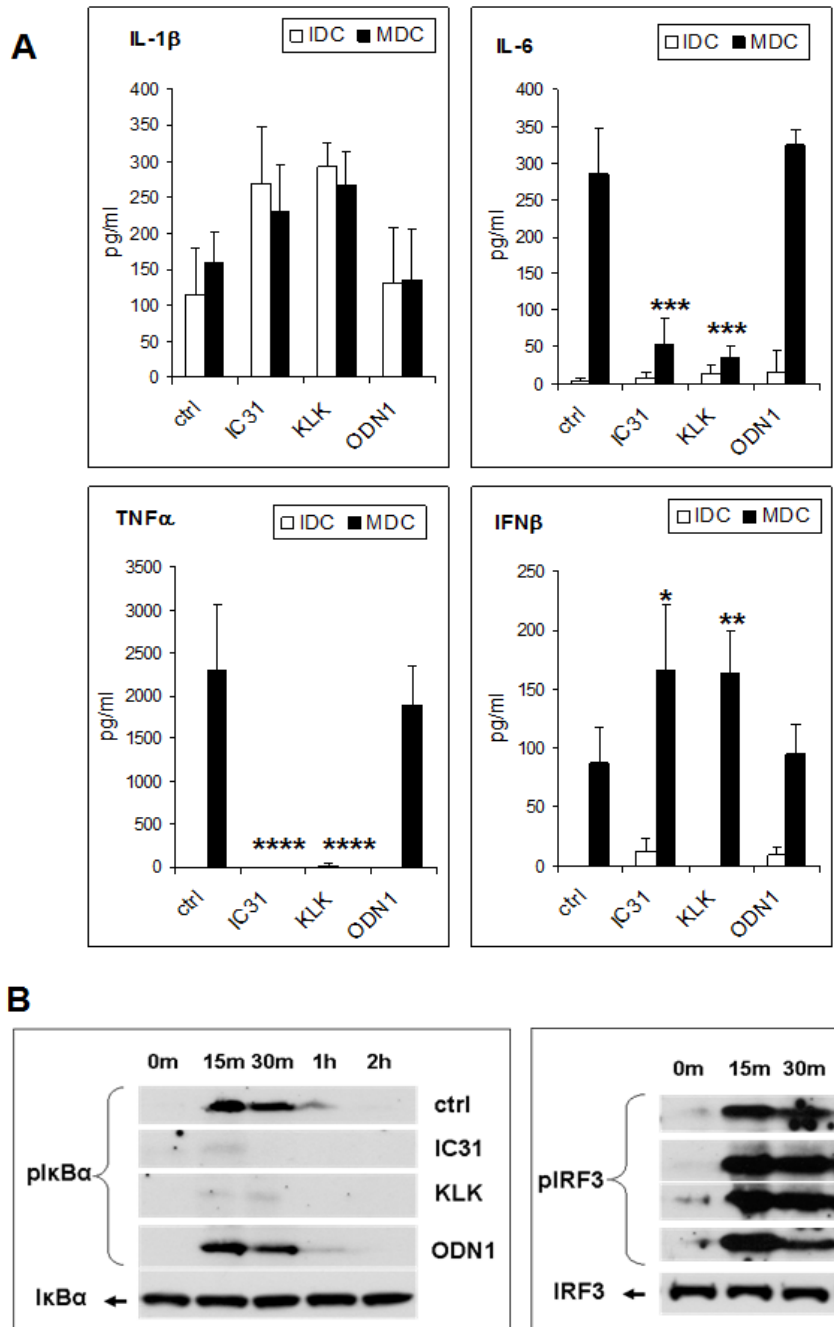 A
IL-1β
IDC MDC
400
350
300
250
200
150
100
50
0
pg/ml
ctrl IC31 KLK ODN1
IL-6
IDC MDC
400
350
300
250
200
150
100
50
0
pg/ml
*** ***
ctrl IC31 KLK ODN1
TNFα
IDC MDC
3500
3000
2500
2000
1500
1000
500
0
pg/ml
**** ****
ctrl IC31 KLK ODN1
IFNβ
IDC MDC
250
200
150
100
50
0
pg/ml
* **
ctrl IC31 KLK ODN1
B
0m 15m 30m 1h 2h
pIκBα
ctrl
IC31
KLK
ODN1
IκBα
0m 15m 30m
pIRF3
IRF3